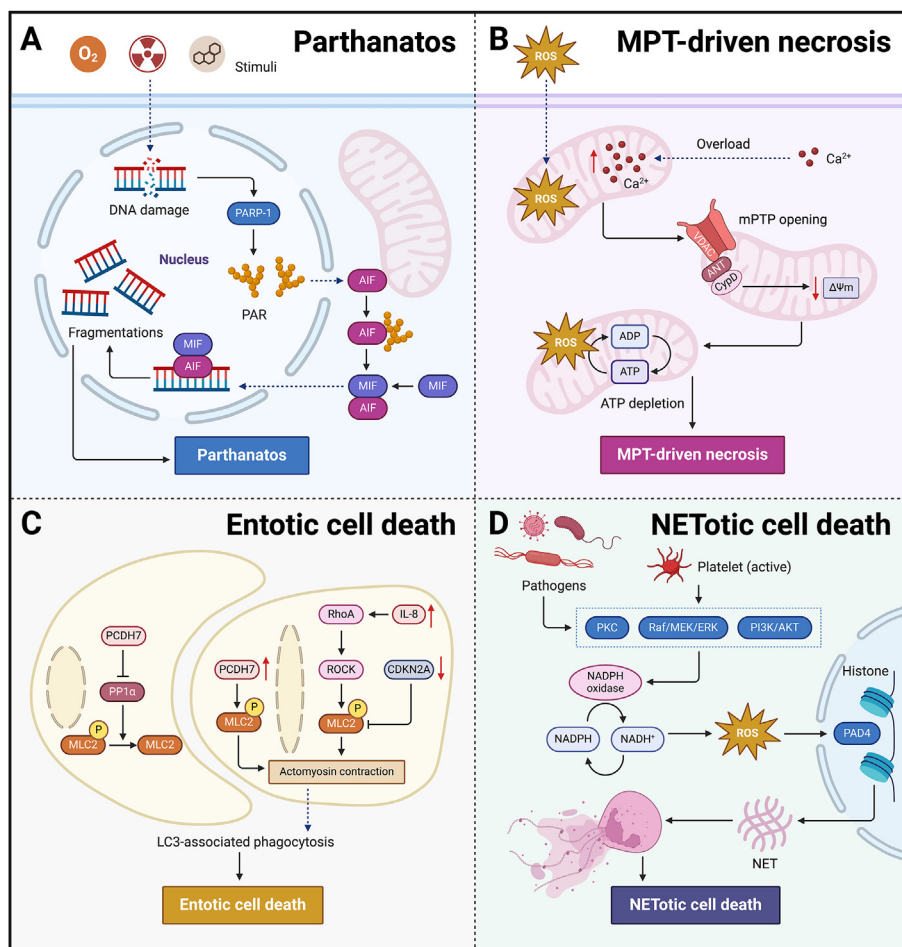 A
Parthanatos
O2
Stimuli
DNA damage
PARP-1
Nucleus
PAR
AIF
AIF
Fragmentations
MIF
AIF
MIF
AIF
MIF
Parthanatos
B
MPT-driven necrosis
ROS
Overload
Ca2+
Ca2+
ROS
mPTP opening
VDAC
ANT
CypD
ΔΨm
ROS
ADP
ATP
ATP depletion
MPT-driven necrosis
C
Entotic cell death
PCDH7
PP1α
P
MLC2
MLC2
RhoA
IL-8
PCDH7
ROCK
CDKN2A
P
MLC2
P
MLC2
Actomyosin contraction
LC3-associated phagocytosis
Entotic cell death
D
NETotic cell death
Pathogens
Platelet (active)
PKC
Raf/MEK/ERK
PI3K/AKT
NADPH
oxidase
Histone
NADPH
NADH+
ROS
PAD4
NET
NETotic cell death